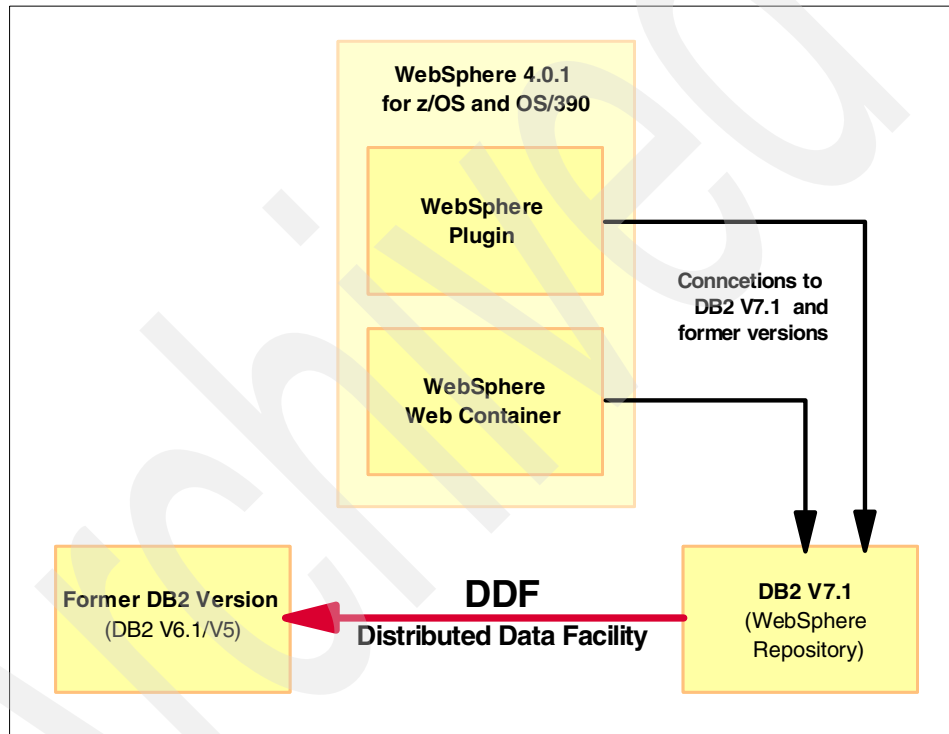 WebSphere 4.0.1
for z/OS and OS/390
WebSphere
Plugin
Conncetions to
DB2 V7.1 and
former versions
WebSphere
Web Container
Former DB2 Version
(DB2 V6.1/V5)
DDF
Distributed Data Facility
DB2 V7.1
(WebSphere
Repository)